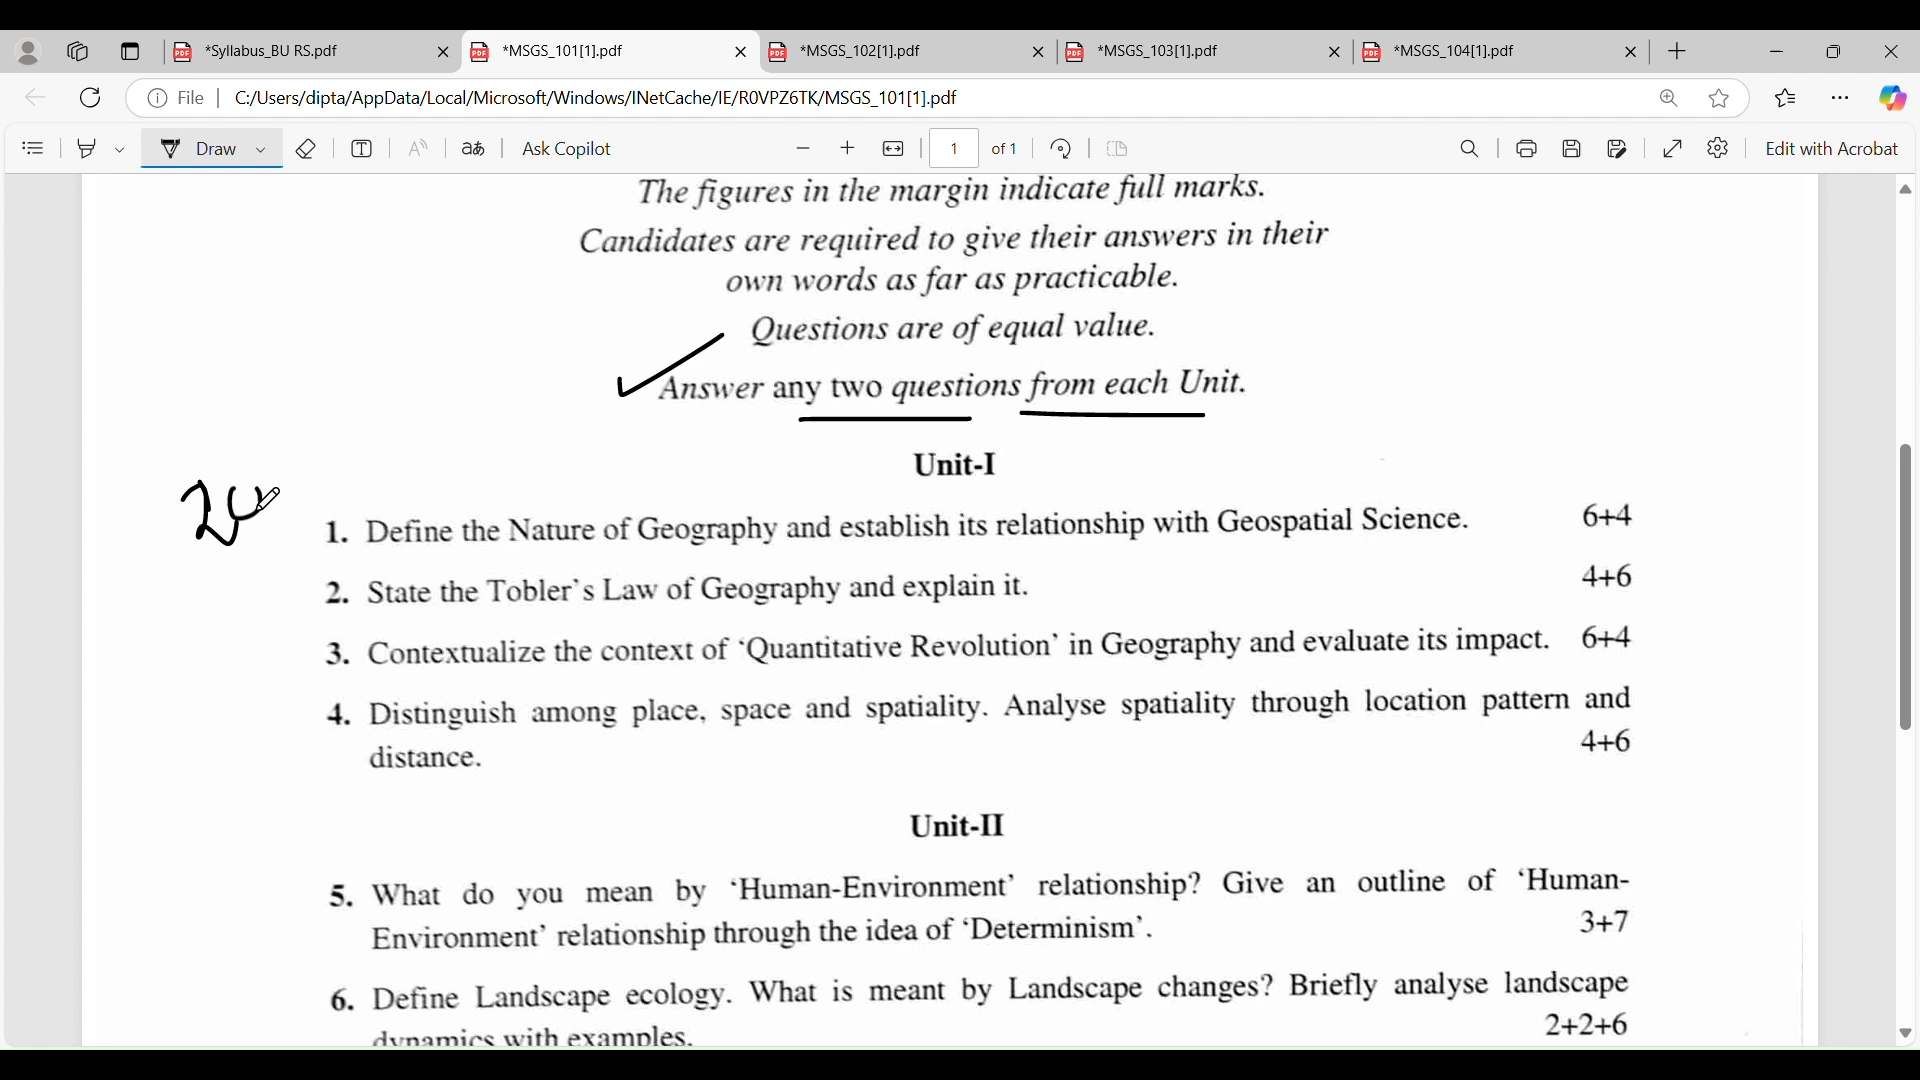 *Syllabus_BU RS.pdf
*MSGS_101[1].pdf
*MSGS_102[1].pdf
*MSGS_103[1].pdf
*MSGS_104[1].pdf
File
C:/Users/dipta/AppData/Local/Microsoft/Windows/INetCache/IE/R0VPZ6TK/MSGS_101[1].pdf
Draw
aあ
Ask Copilot
1 of 1
Edit with Acrobat
The figures in the margin indicate full marks.
Candidates are required to give their answers in their
own words as far as practicable.
Questions are of equal value.
Answer any two questions from each Unit.
Unit-I
1. Define the Nature of Geography and establish its relationship with Geospatial Science. 6+4
2. State the Tobler's Law of Geography and explain it. 4+6
3. Contextualize the context of 'Quantitative Revolution' in Geography and evaluate its impact. 6+4
4. Distinguish among place, space and spatiality. Analyse spatiality through location pattern and
distance. 4+6
Unit-II
5. What do you mean by 'Human-Environment' relationship? Give an outline of 'Human-
Environment' relationship through the idea of 'Determinism'. 3+7
6. Define Landscape ecology. What is meant by Landscape changes? Briefly analyse landscape
dynamics with examples. 2+2+6